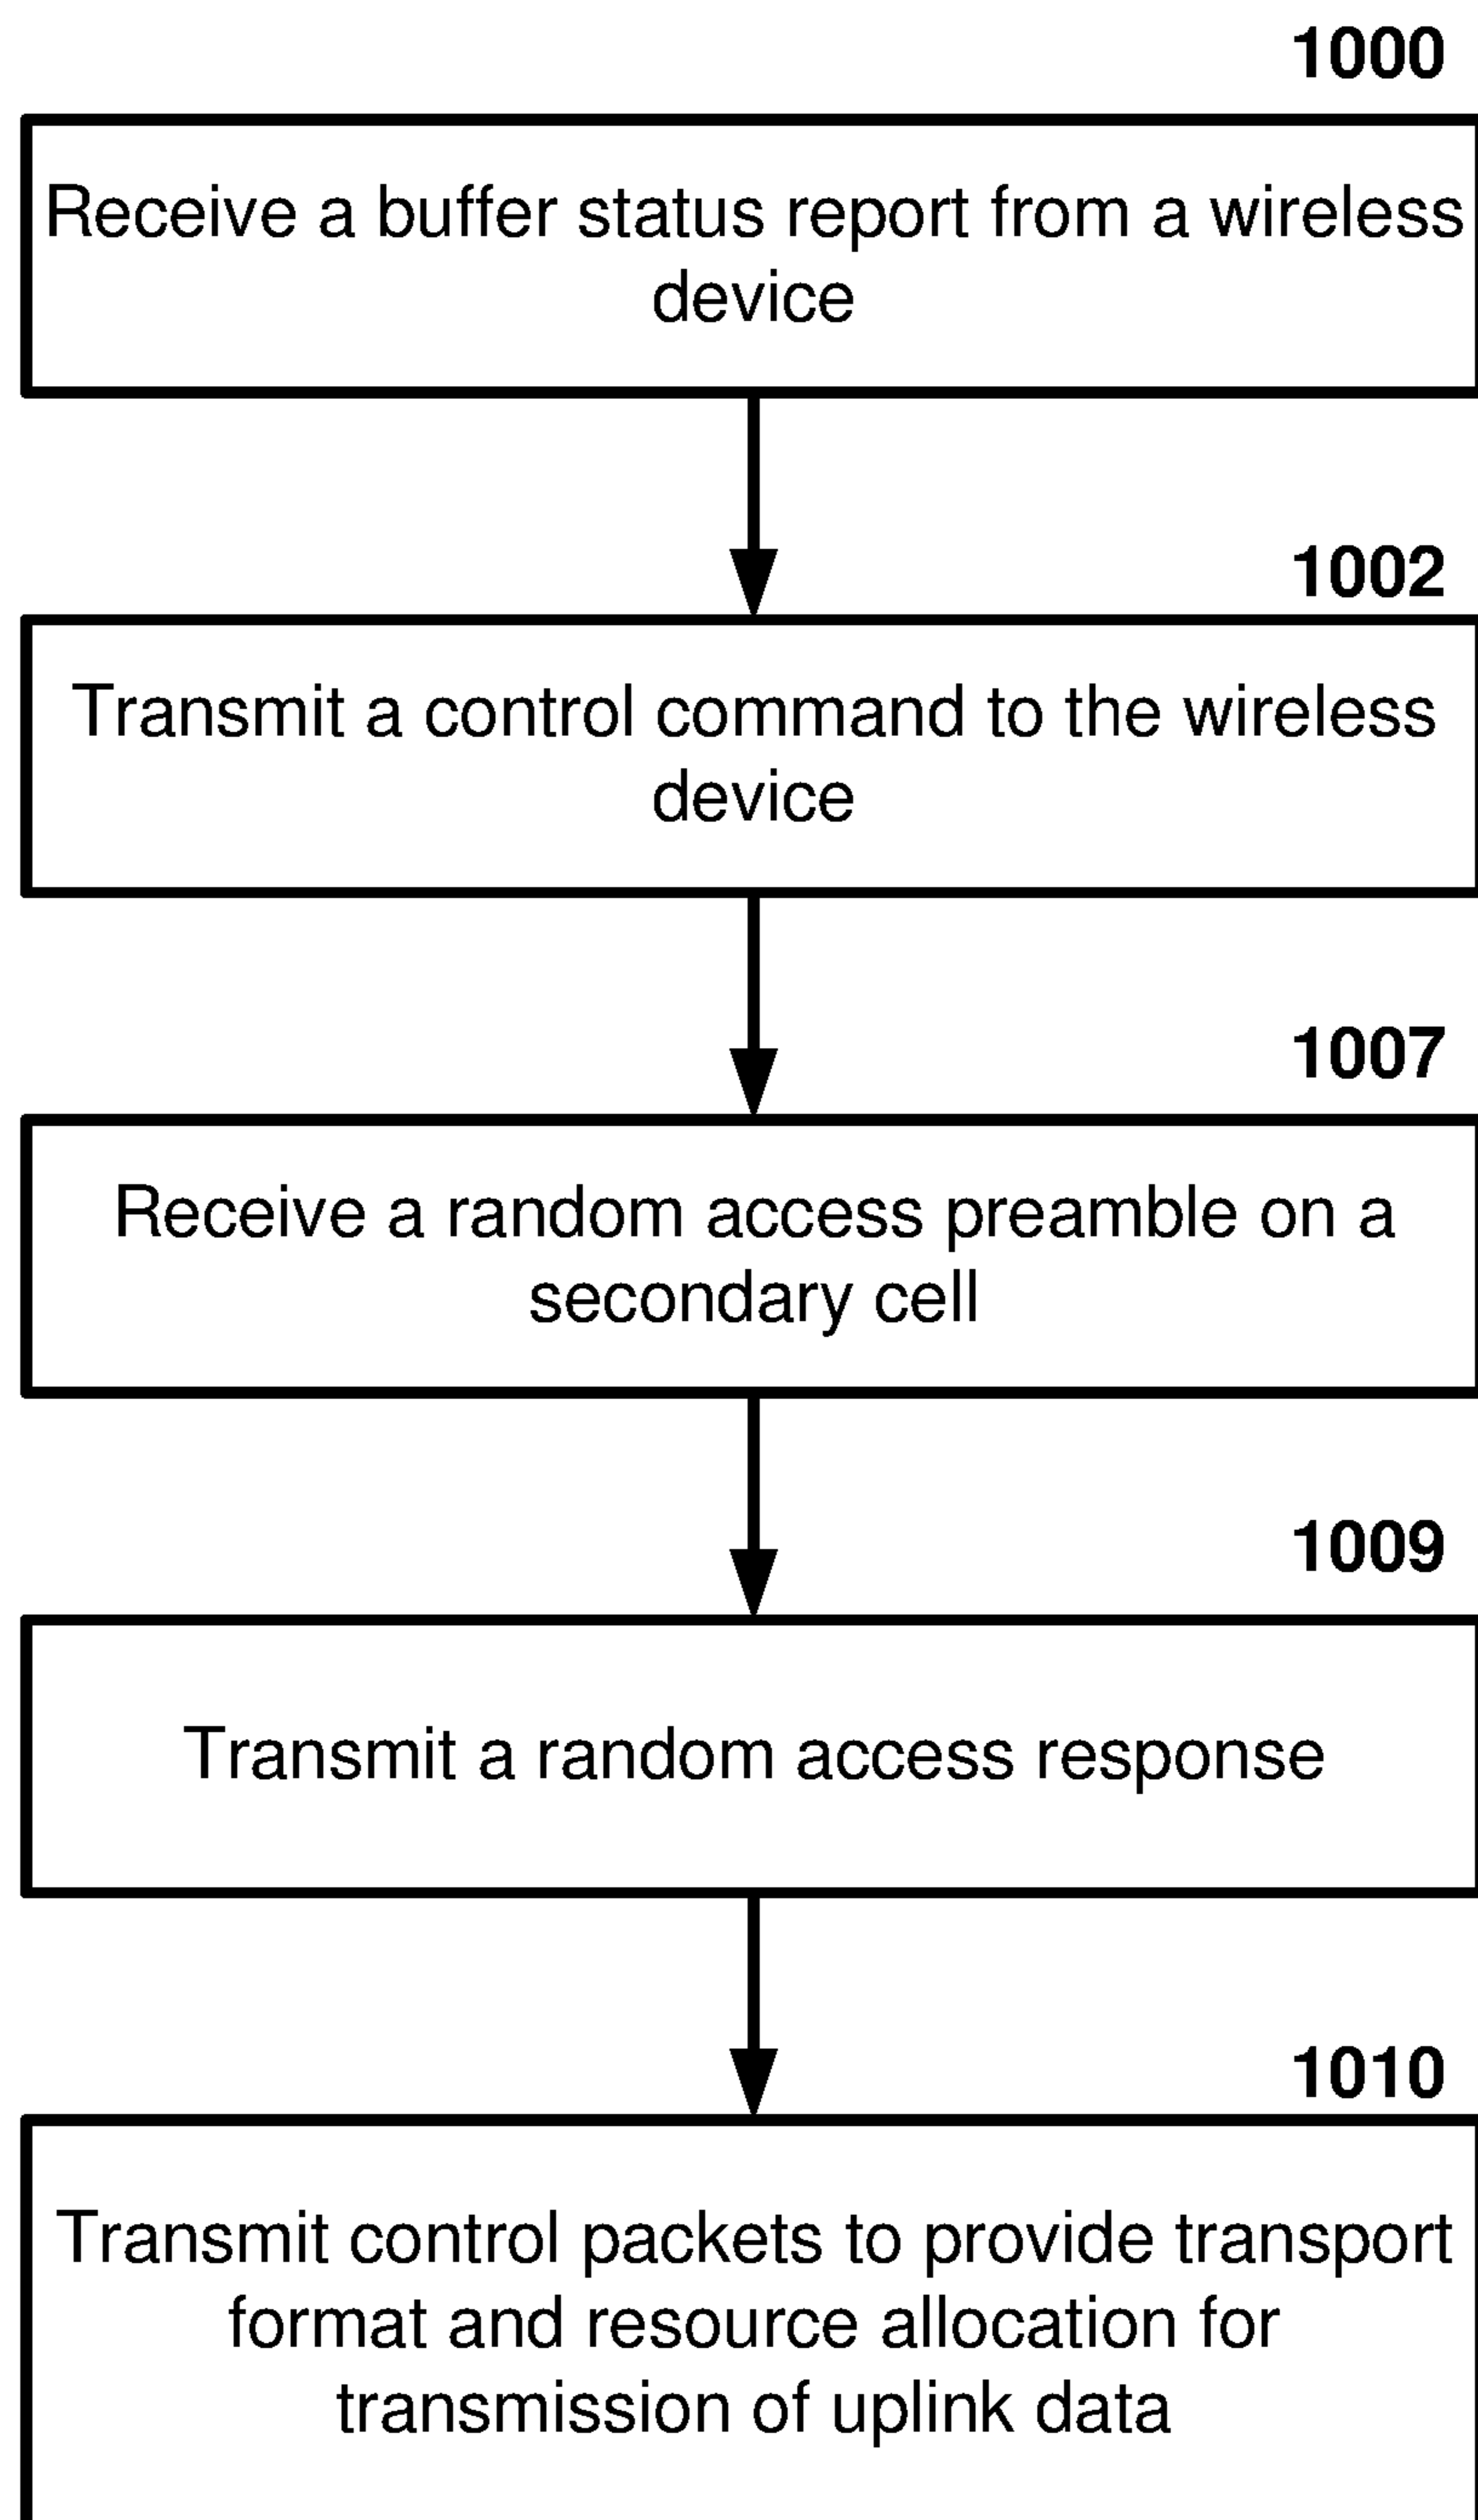 1000
Receive a buffer status report from a wireless
device
1002
Transmit a control command to the wireless
device
1007
Receive a random access preamble on a
secondary cell
1009
Transmit a random access response
1010
Transmit control packets to provide transport
format and resource allocation for
transmission of uplink data